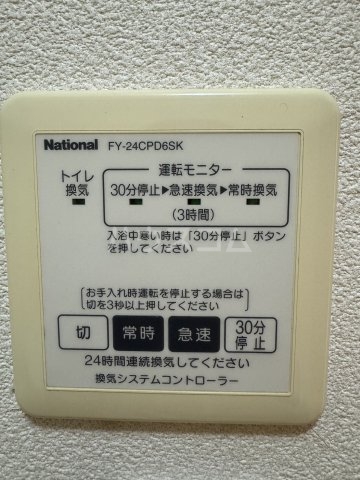 National FY-24CPD6SK
トイレ換気
運転モニター
30分停止▶急速換気▶常時換気
(3時間)
入浴中寒い時は「30分停止」ボタン
を押してください
お手入れ時運転を停止する場合は
切を3秒以上押してください
切 常時 急速 30分停止
24時間連続換気してください
換気システムコントローラー